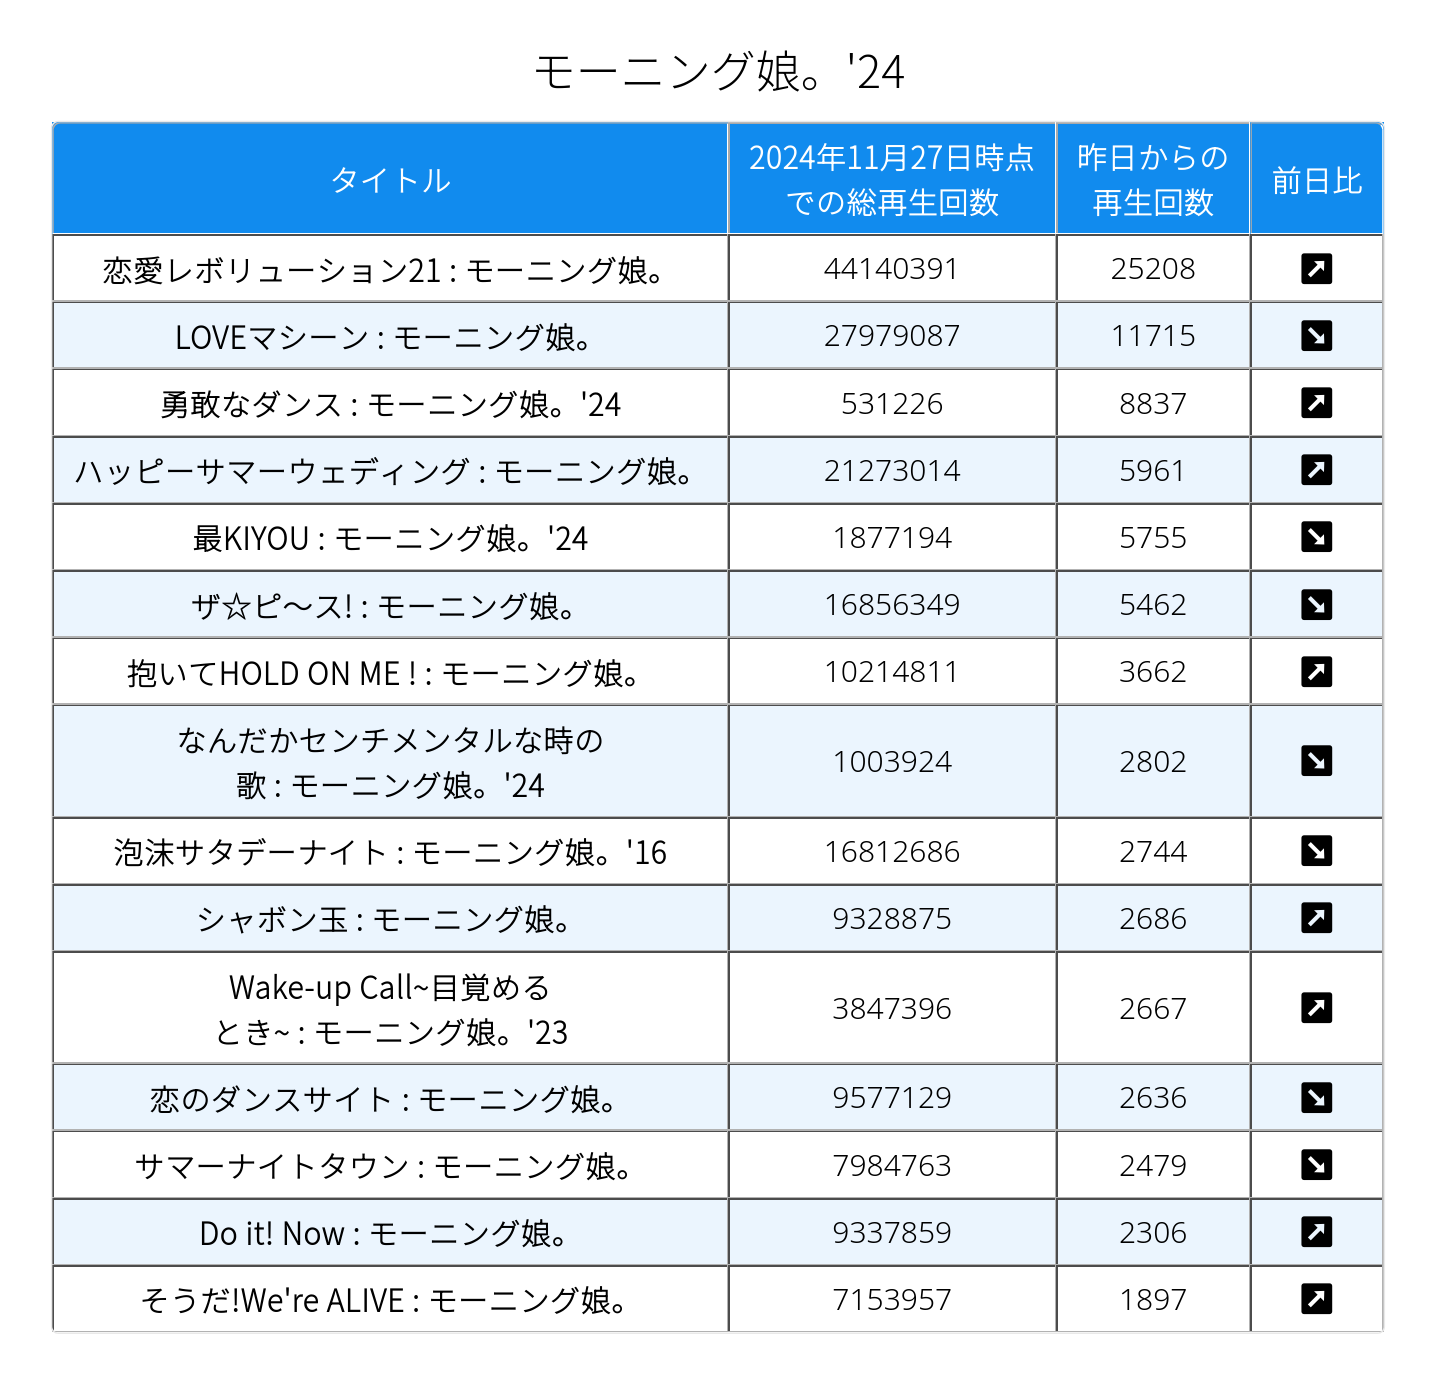 モーニング娘。'24
タイトル
2024年11月27日時点
での総再生回数
昨日からの
再生回数
前日比
恋愛レボリューション21 : モーニング娘。
44140391
25208
LOVEマシーン : モーニング娘。
27979087
11715
勇敢なダンス : モーニング娘。'24
531226
8837
ハッピーサマーウェディング : モーニング娘。
21273014
5961
最KIYOU : モーニング娘。'24
1877194
5755
ザ☆ピ〜ス! : モーニング娘。
16856349
5462
抱いてHOLD ON ME ! : モーニング娘。
10214811
3662
なんだかセンチメンタルな時の
歌 : モーニング娘。'24
1003924
2802
泡沫サタデーナイト : モーニング娘。'16
16812686
2744
シャボン玉 : モーニング娘。
9328875
2686
Wake-up Call~目覚める
とき~ : モーニング娘。'23
3847396
2667
恋のダンスサイト : モーニング娘。
9577129
2636
サマーナイトタウン : モーニング娘。
7984763
2479
Do it! Now : モーニング娘。
9337859
2306
そうだ!We're ALIVE : モーニング娘。
7153957
1897